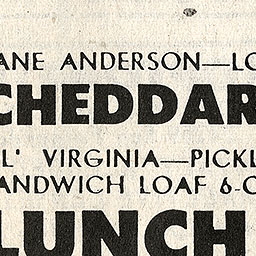 ANE ANDERSON—LO
CHEDDAR
L' VIRGINIA—PICKL
ANDWICH LOAF 6-O
LUNCH